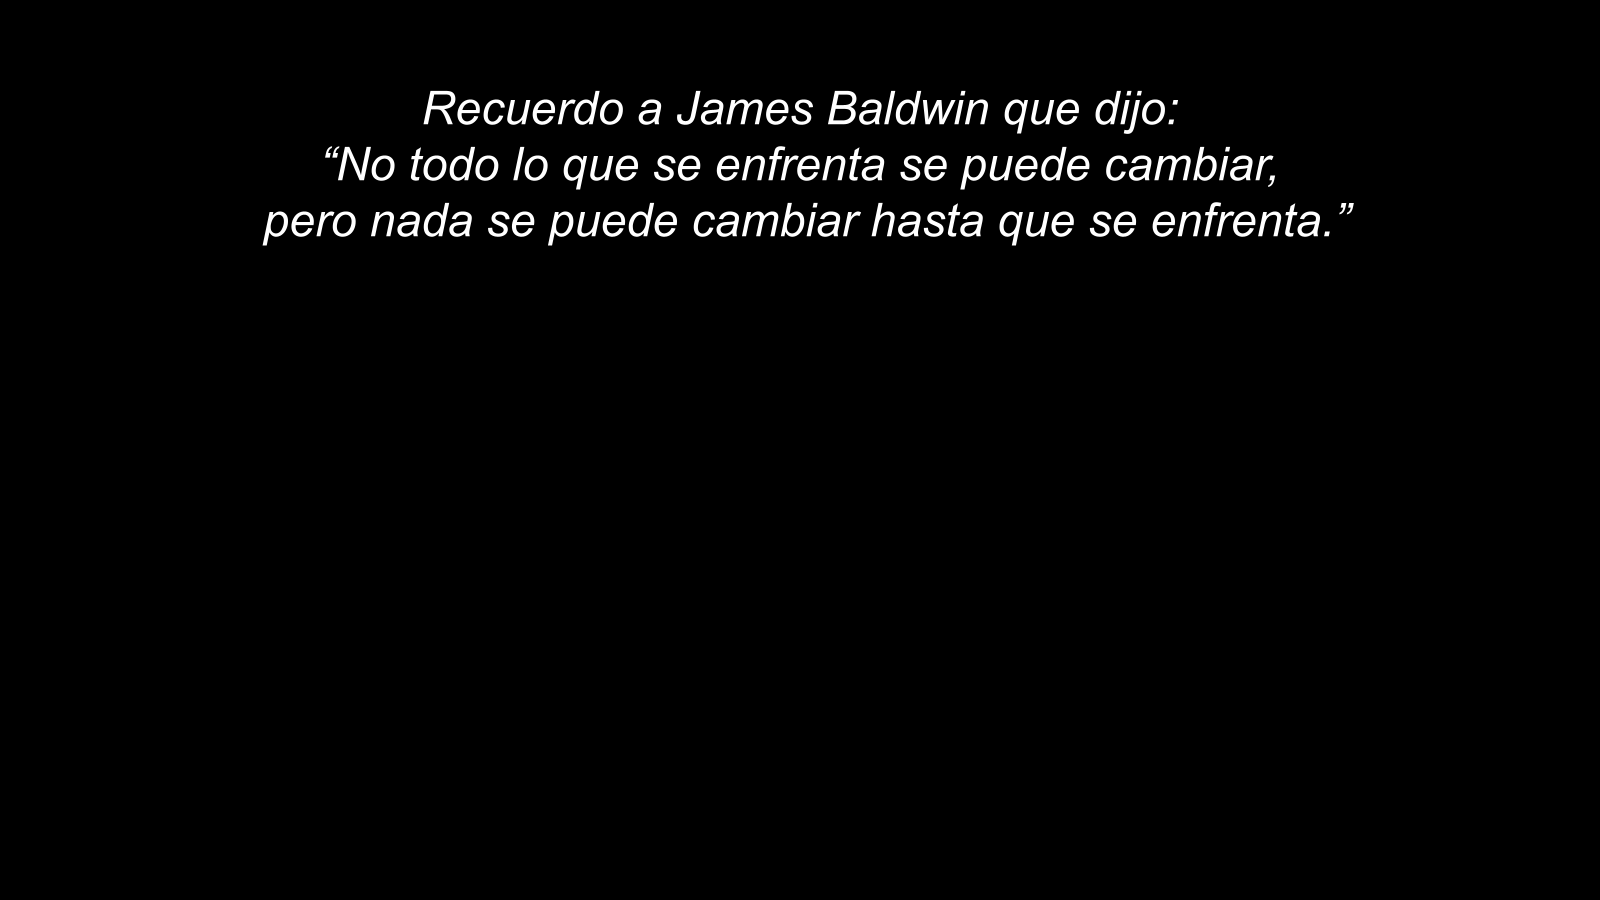 Recuerdo a James Baldwin que dijo:
“No todo lo que se enfrenta se puede cambiar,
pero nada se puede cambiar hasta que se enfrenta.”